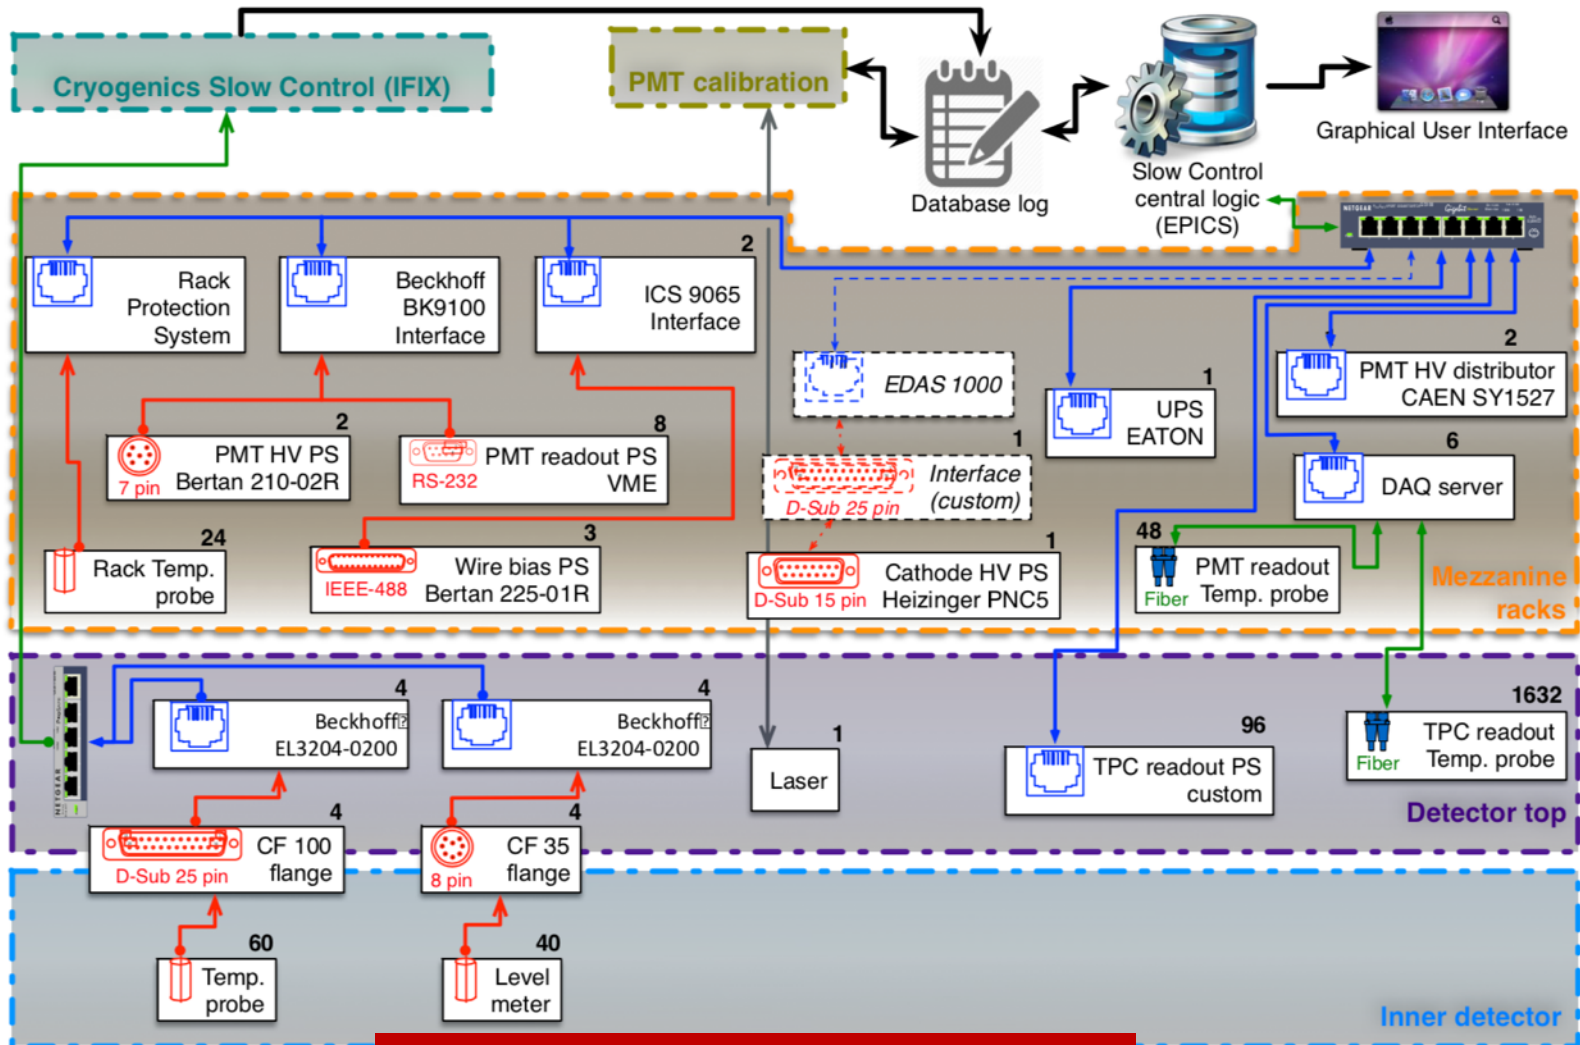 Cryogenics Slow Control (IFIX)
PMT calibration
Database log
Slow Control
central logic
(EPICS)
Graphical User Interface
NETGEAR
Gigabit
Rack
Protection
System
Beckhoff
BK9100
Interface
2
ICS 9065
Interface
EDAS 1000
1
UPS
EATON
2
PMT HV distributor
CAEN SY1527
2
7 pin
PMT HV PS
Bertan 210-02R
8
RS-232
PMT readout PS
VME
1
D-Sub 25 pin
Interface
(custom)
6
DAQ server
24
Rack Temp.
probe
3
IEEE-488
Wire bias PS
Bertan 225-01R
1
D-Sub 15 pin
Cathode HV PS
Heizinger PNC5
48
Fiber
PMT readout
Temp. probe
Mezzanine
racks
NETGEAR
4
Beckhoff
EL3204-0200
4
Beckhoff
EL3204-0200
1
Laser
96
TPC readout PS
custom
1632
Fiber
TPC readout
Temp. probe
Detector top
4
D-Sub 25 pin
CF 100
flange
4
8 pin
CF 35
flange
60
Temp.
probe
40
Level
meter
Inner detector